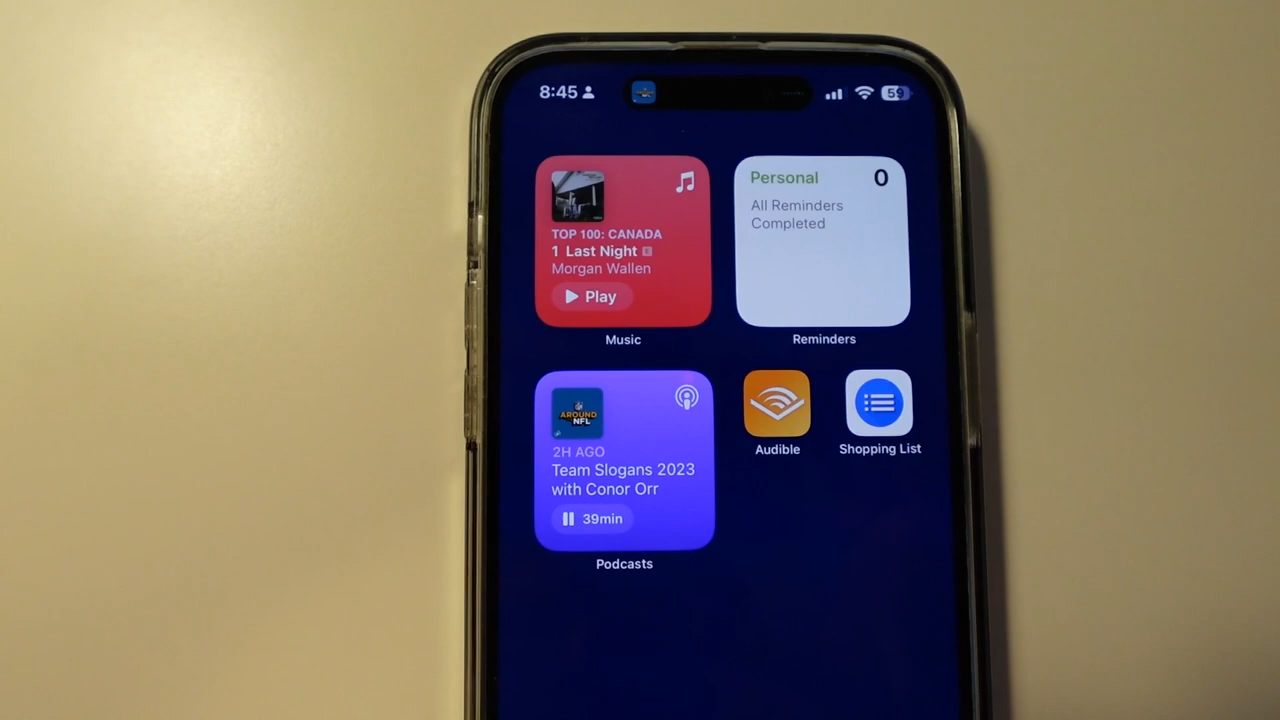 8:45
59
TOP 100: CANADA
1 Last Night E
Morgan Wallen
Play
Music
Personal 0
All Reminders
Completed
Reminders
AROUND
NFL
2H AGO
Team Slogans 2023
with Conor Orr
39min
Podcasts
Audible
Shopping List